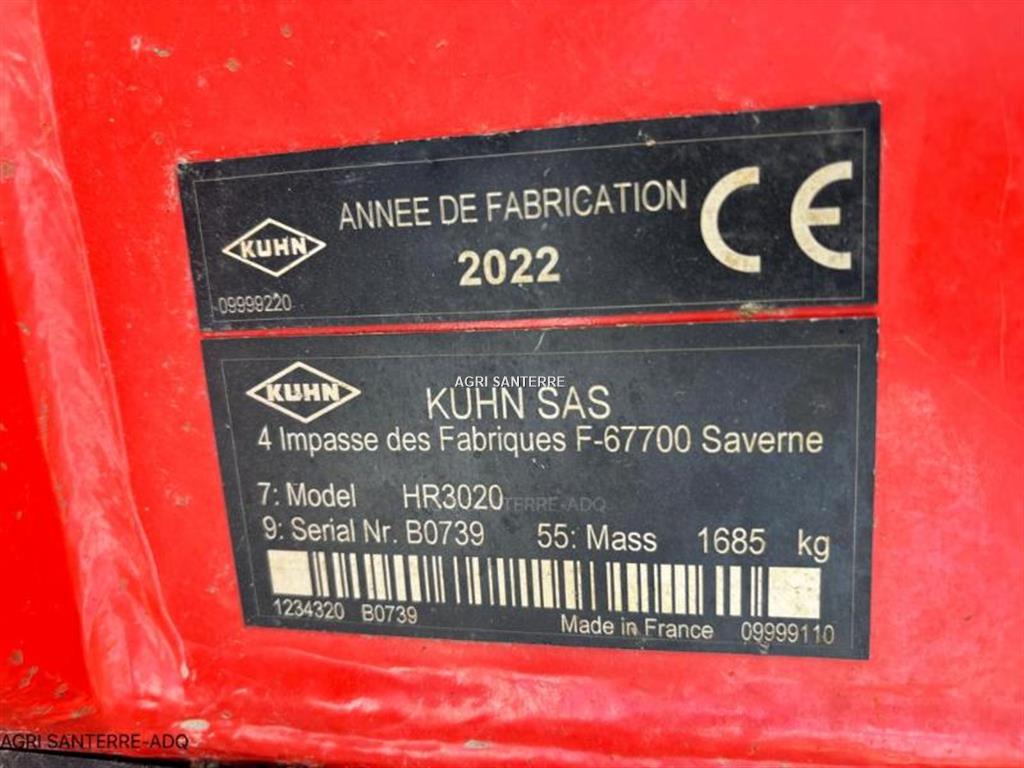 ANNEE DE FABRICATION
KUHN
2022
CE
09999220
KUHN
AGRI SANTERRE
KUHN SAS
4 Impasse des Fabriques F-67700 Saverne
7: Model HR3020
SANTERRE-ADQ
9: Serial Nr. B0739 55: Mass 1685 kg
1234320 B0739
Made in France 09999110
AGRI SANTERRE-ADQ